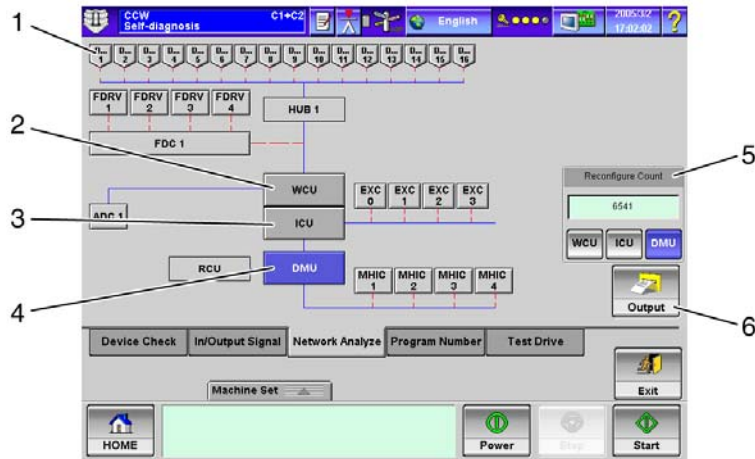 CCW
Self-diagnosis
C1→C2
English
2005/3/2
17:02:02
?
1
D... 1
D... 2
D... 3
D... 4
D... 5
D... 6
D... 7
D... 8
D... 9
D... 10
D... 11
D... 12
D... 13
D... 14
D... 15
D... 16
FDRV 1
FDRV 2
FDRV 3
FDRV 4
HUB 1
FDC 1
2
WCU
5
Reconfigure Count
6541
WCU
ICU
DMU
EXC 0
EXC 1
EXC 2
EXC 3
3
ADC 1
ICU
RCU
DMU
4
MHIC 1
MHIC 2
MHIC 3
MHIC 4
Output
6
Device Check
In/Output Signal
Network Analyze
Program Number
Test Drive
Exit
Machine Set
HOME
Power
Stop
Start